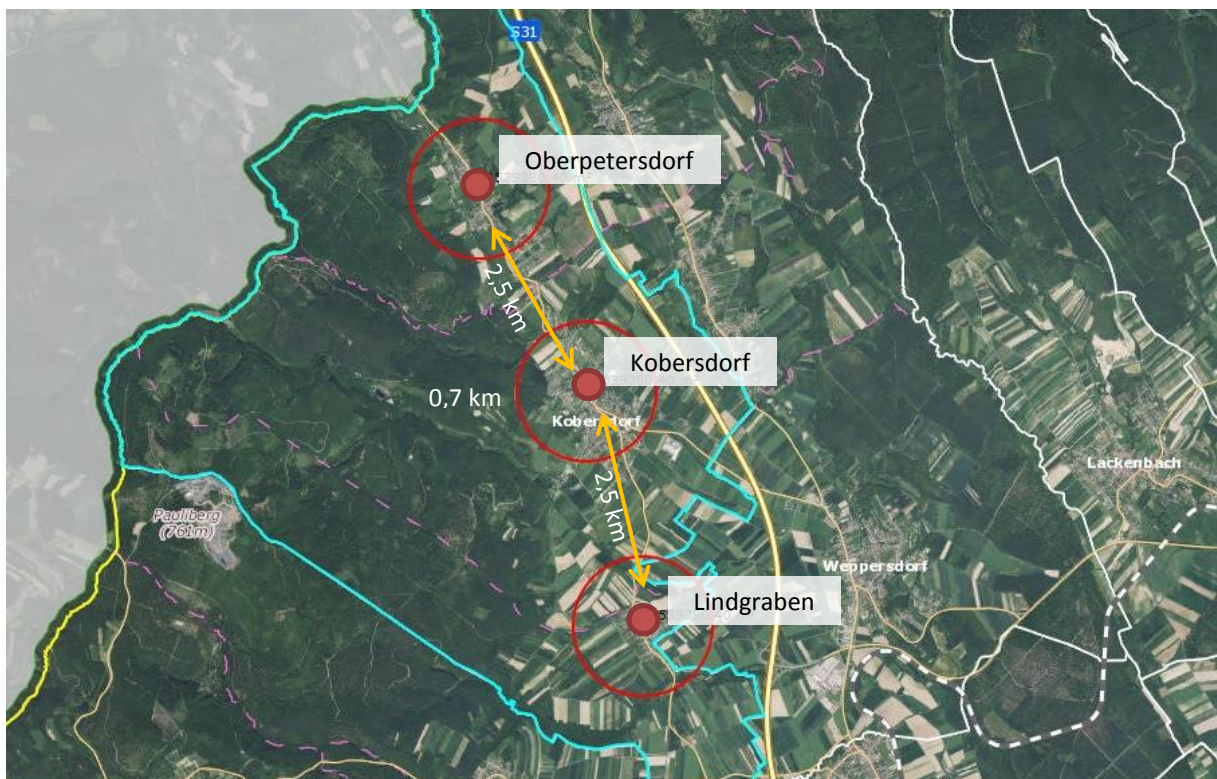 S31
Oberpetersdorf
2,5 km
Kobersdorf
0,7 km
Kobersdorf
Lackenbach
2,5 km
Pauliberg
(761m)
Weppersdorf
Lindgraben